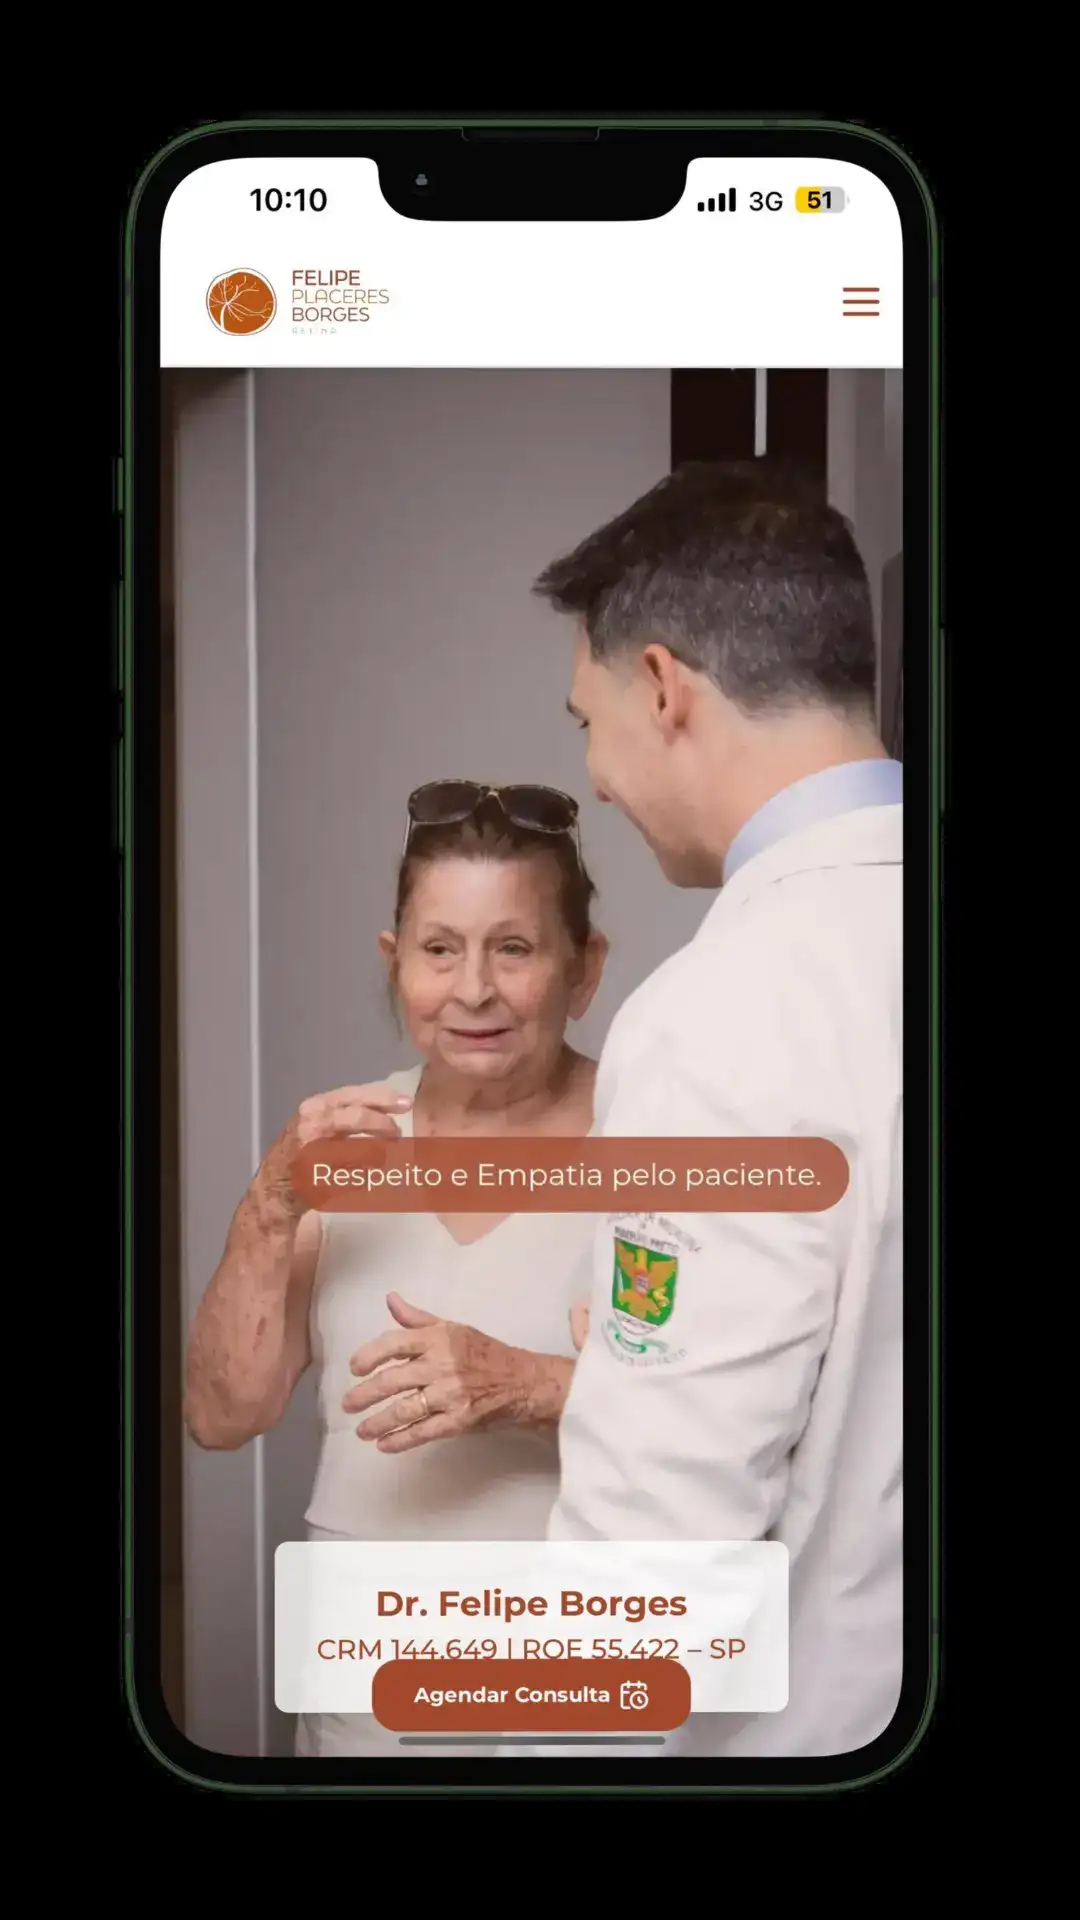 10:10
3G 51
FELIPE
PLACERES
BORGES
RETINA
Respeito e Empatia pelo paciente.
Dr. Felipe Borges
CRM 144.649 | RQE 55.422 – SP
Agendar Consulta